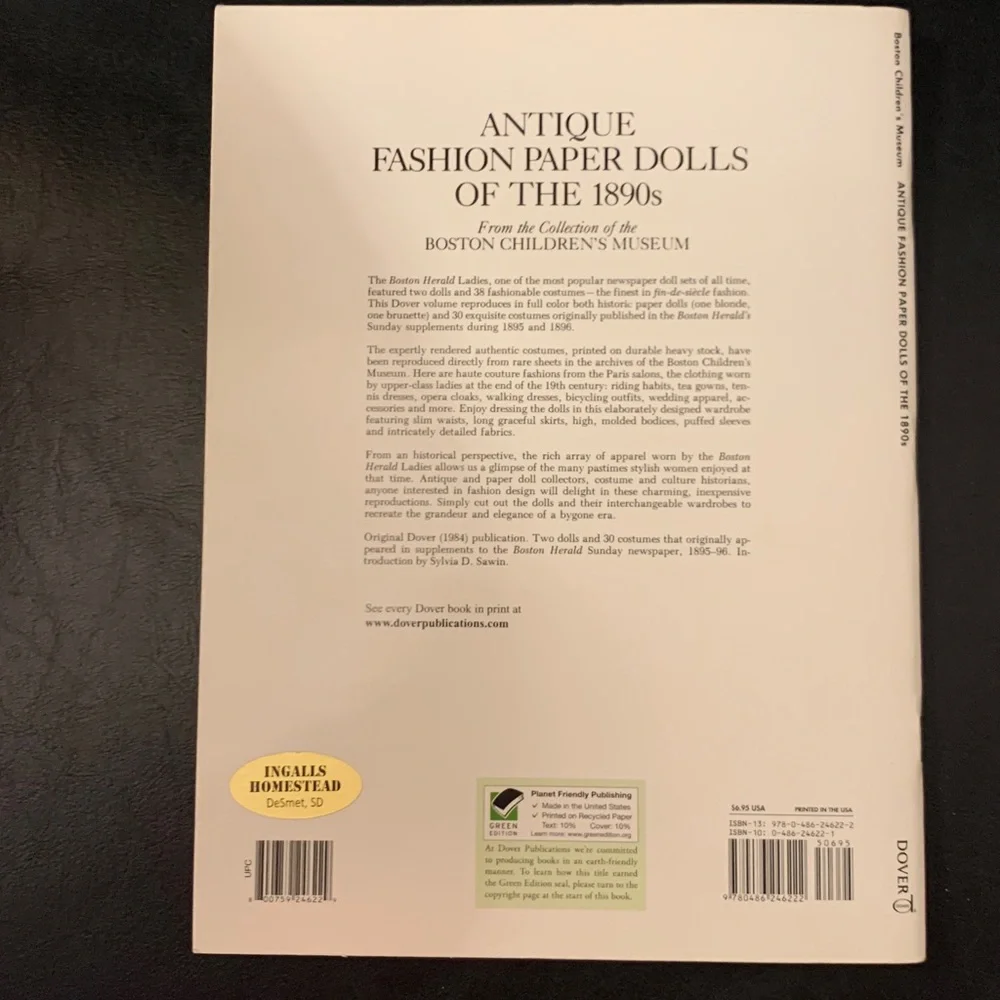 ANTIQUE
FASHION PAPER DOLLS
OF THE 1890s
From the Collection of the
BOSTON CHILDREN'S MUSEUM
The Boston Herald Ladies, one of the most popular newspaper doll sets of all time,
featured two dolls and 38 fashionable costumes—the finest in fin-de-siècle fashion.
This Dover volume reproduces in full color both historic paper dolls (one blonde,
one brunette) and 30 exquisite costumes originally published in the Boston Herald's
Sunday supplements during 1895 and 1896.
The expertly rendered authentic costumes, printed on durable heavy stock, have
been reproduced directly from rare sheets in the archives of the Boston Children's
Museum. Here are haute couture fashions from the Paris salons, the clothing worn
by upper-class ladies at the end of the 19th century: riding habits, tea gowns, ten-
nis dresses, opera cloaks, walking dresses, bicycling outfits, wedding apparel, ac-
cessories and more. Enjoy dressing the dolls in this elaborately designed wardrobe
featuring slim waists, long graceful skirts, high, molded bodices, puffed sleeves
and intricately detailed fabrics.
From an historical perspective, the rich array of apparel worn by the Boston
Herald Ladies allows us a glimpse of the many pastimes stylish women enjoyed at
that time. Antique and paper doll collectors, costume and culture historians,
anyone interested in fashion design will delight in these charming, inexpensive
reproductions. Simply cut out the dolls and their interchangeable wardrobes to
recreate the grandeur and elegance of a bygone era.
Original Dover (1984) publication. Two dolls and 30 costumes that originally ap-
peared in supplements to the Boston Herald Sunday newspaper, 1895–96. In-
troduction by Sylvia D. Sawin.
See every Dover book in print at
www.doverpublications.com
INGALLS
HOMESTEAD
DeSmet, SD
UPC
8 00759 24622 9
GREEN
EDITION
Planet Friendly Publishing
✓ Made in the United States
✓ Printed on Recycled Paper
Text: 10% Cover: 10%
Learn more: www.greenedition.org
At Dover Publications we're committed
to producing books in an earth-friendly
manner. To learn how this title earned
the Green Edition seal, please turn to the
copyright page at the start of this book.
$6.95 USA PRINTED IN THE USA
ISBN-13: 978-0-486-24622-2
ISBN-10: 0-486-24622-1
50695
9 780486 246222
Boston Children's Museum ANTIQUE FASHION PAPER DOLLS OF THE 1890s
DOVER